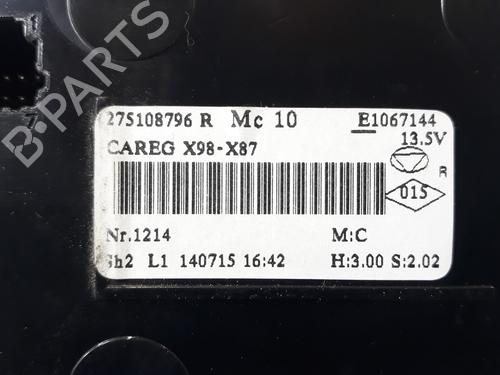 275108796 R Mc 10 E1067144
13.5V
CAREG X98-X87
R
015
Nr.1214 M:C
Sh2 L1 140715 16:42 H:3.00 S:2.02
B-PARTS